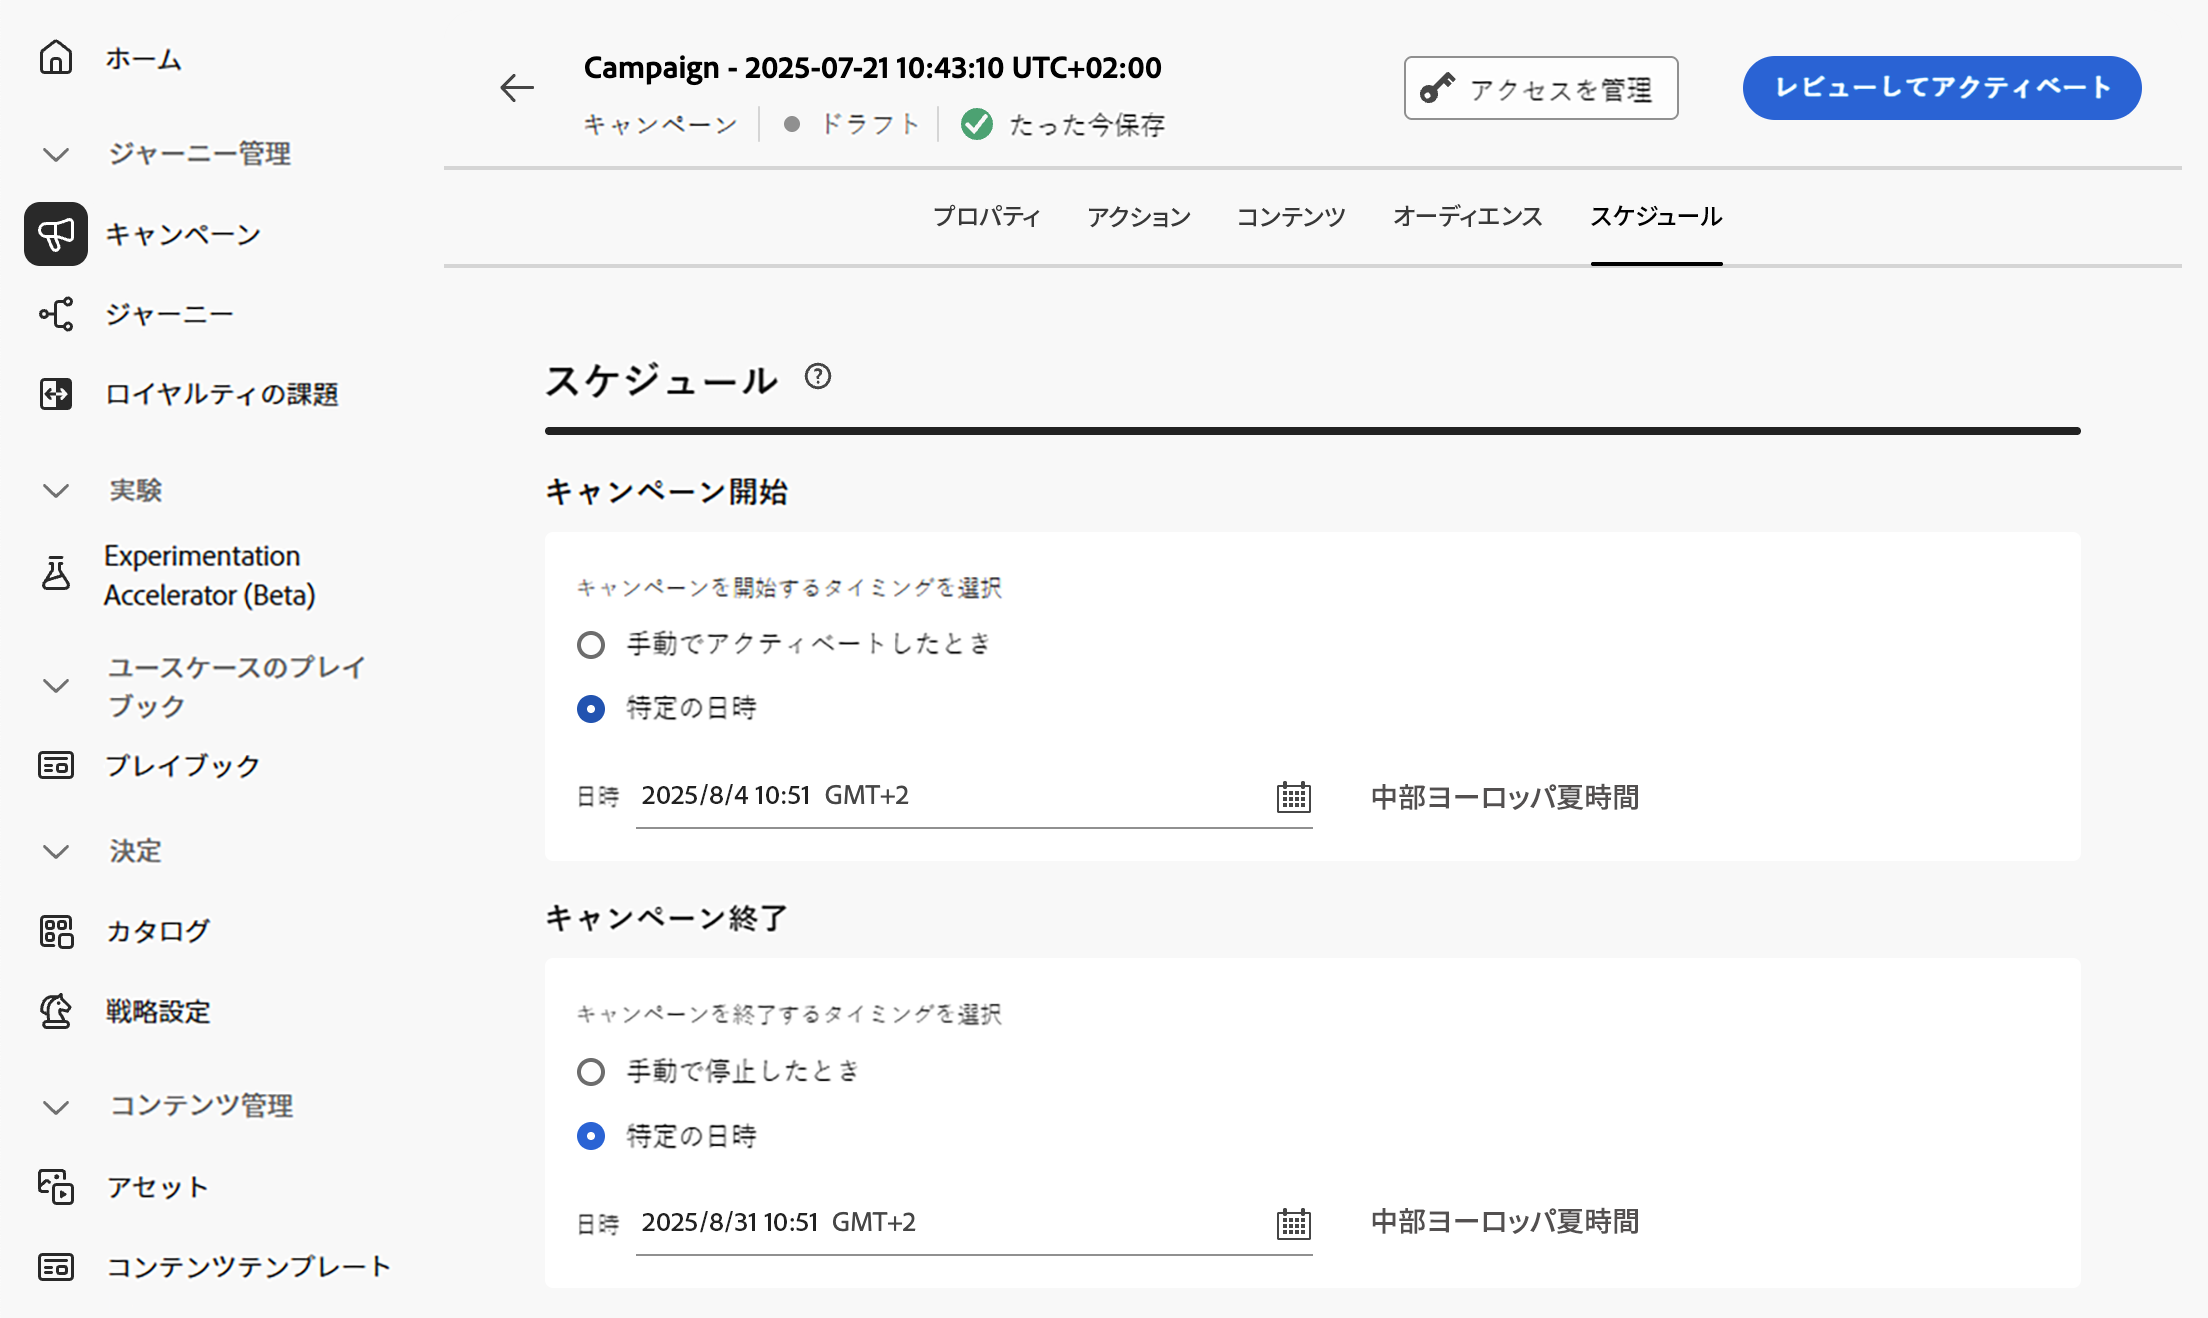 ホーム
ジャーニー管理
キャンペーン
ジャーニー
ロイヤルティの課題
実験
Experimentation
Accelerator (Beta)
ユースケースのプレイ
ブック
プレイブック
決定
カタログ
戦略設定
コンテンツ管理
アセット
コンテンツテンプレート
Campaign - 2025-07-21 10:43:10 UTC+02:00
キャンペーン ドラフト たった今保存
アクセスを管理
レビューしてアクティベート
プロパティ アクション コンテンツ オーディエンス スケジュール
スケジュール
キャンペーン開始
キャンペーンを開始するタイミングを選択
手動でアクティベートしたとき
特定の日時
日時 2025/8/4 10:51 GMT+2 中部ヨーロッパ夏時間
キャンペーン終了
キャンペーンを終了するタイミングを選択
手動で停止したとき
特定の日時
日時 2025/8/31 10:51 GMT+2 中部ヨーロッパ夏時間